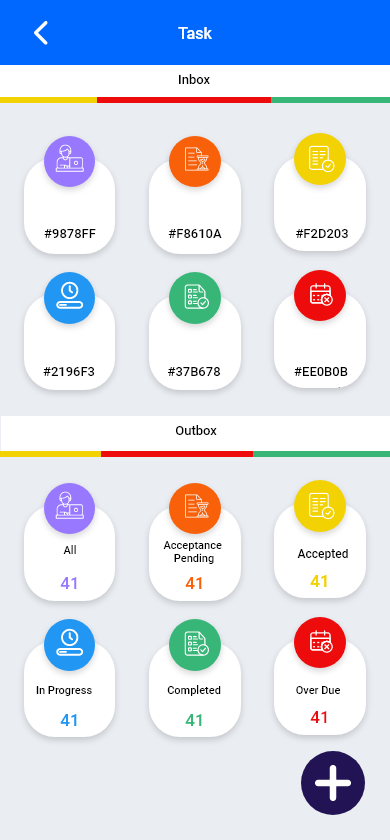 Task
Inbox
#9878FF
#F8610A
#F2D203
#2196F3
#37B678
#EE0B0B
Outbox
All
41
Acceptance
Pending
41
Accepted
41
In Progress
41
Completed
41
Over Due
41